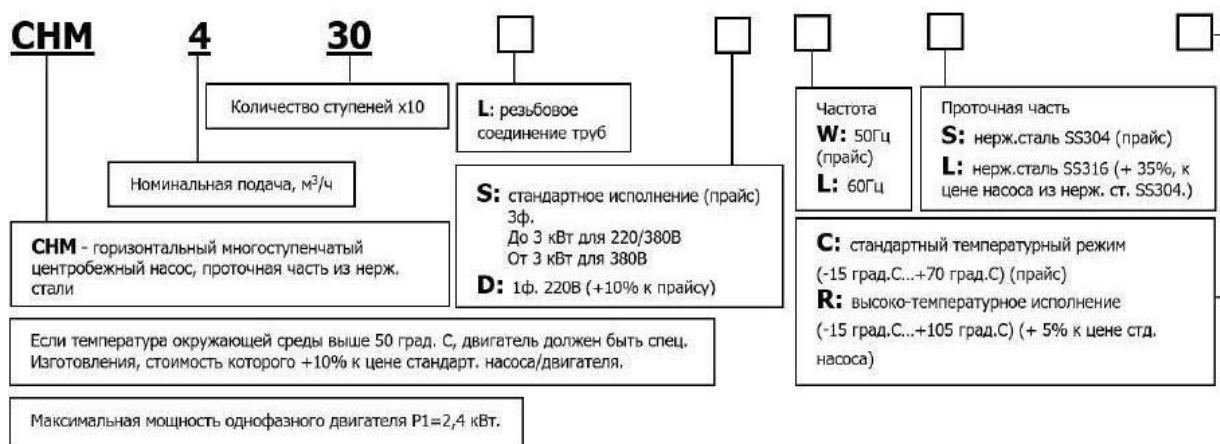 СНМ 4 30
Количество ступеней х10
L: резьбовое
соединение труб
Частота
W: 50Гц
(прайс)
L: 60Гц
Проточная часть
S: нерж.сталь SS304 (прайс)
L: нерж.сталь SS316 (+ 35%, к
цене насоса из нерж. ст. SS304.)
Номинальная подача, м³/ч
S: стандартное исполнение (прайс)
3ф.
До 3 кВт для 220/380В
От 3 кВт для 380В
D: 1ф. 220В (+10% к прайсу)
СНМ - горизонтальный многоступенчатый
центробежный насос, проточная часть из нерж.
стали
С: стандартный температурный режим
(-15 град.С...+70 град.С) (прайс)
R: высоко-температурное исполнение
(-15 град.С...+105 град.С) (+ 5% к цене стд.
насоса)
Если температура окружающей среды выше 50 град. С, двигатель должен быть спец.
Изготовления, стоимость которого +10% к цене стандарт. насоса/двигателя.
Максимальная мощность однофазного двигателя Р1=2,4 кВт.